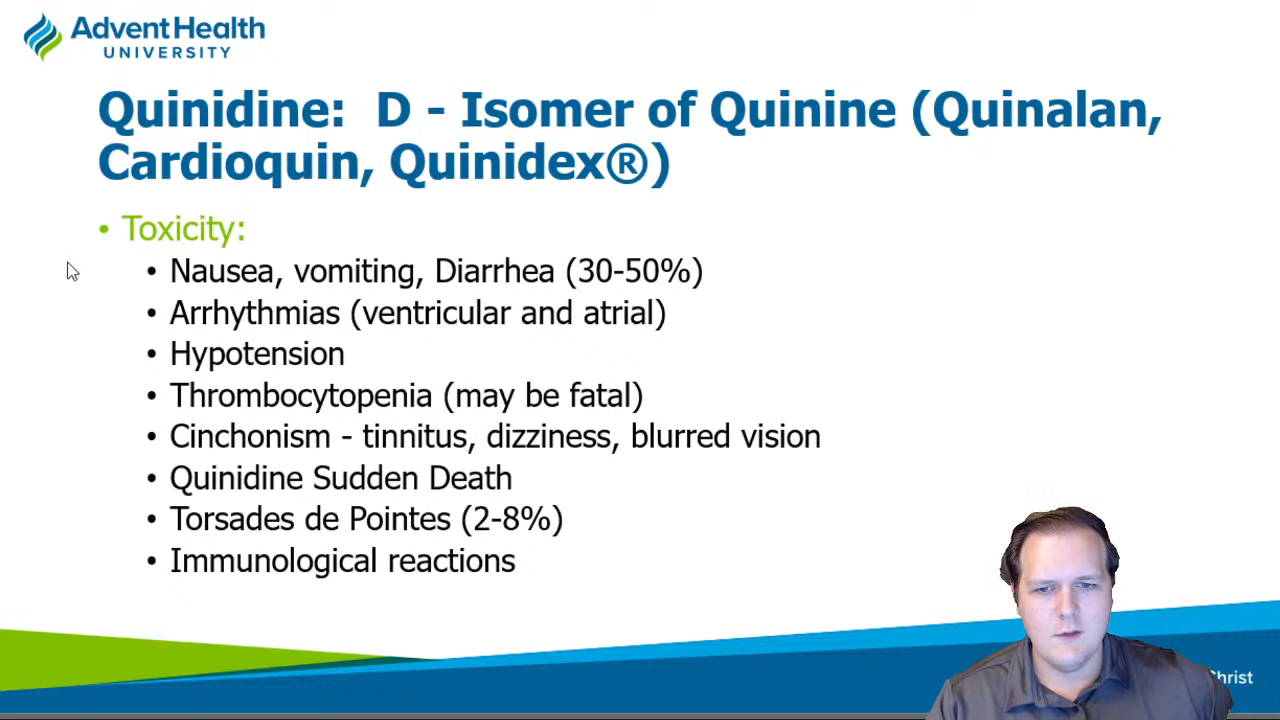 AdventHealth
UNIVERSITY
Quinidine: D - Isomer of Quinine (Quinalan,
Cardioquin, Quinidex®)
• Toxicity:
• Nausea, vomiting, Diarrhea (30-50%)
• Arrhythmias (ventricular and atrial)
• Hypotension
• Thrombocytopenia (may be fatal)
• Cinchonism - tinnitus, dizziness, blurred vision
• Quinidine Sudden Death
• Torsades de Pointes (2-8%)
• Immunological reactions
Christ